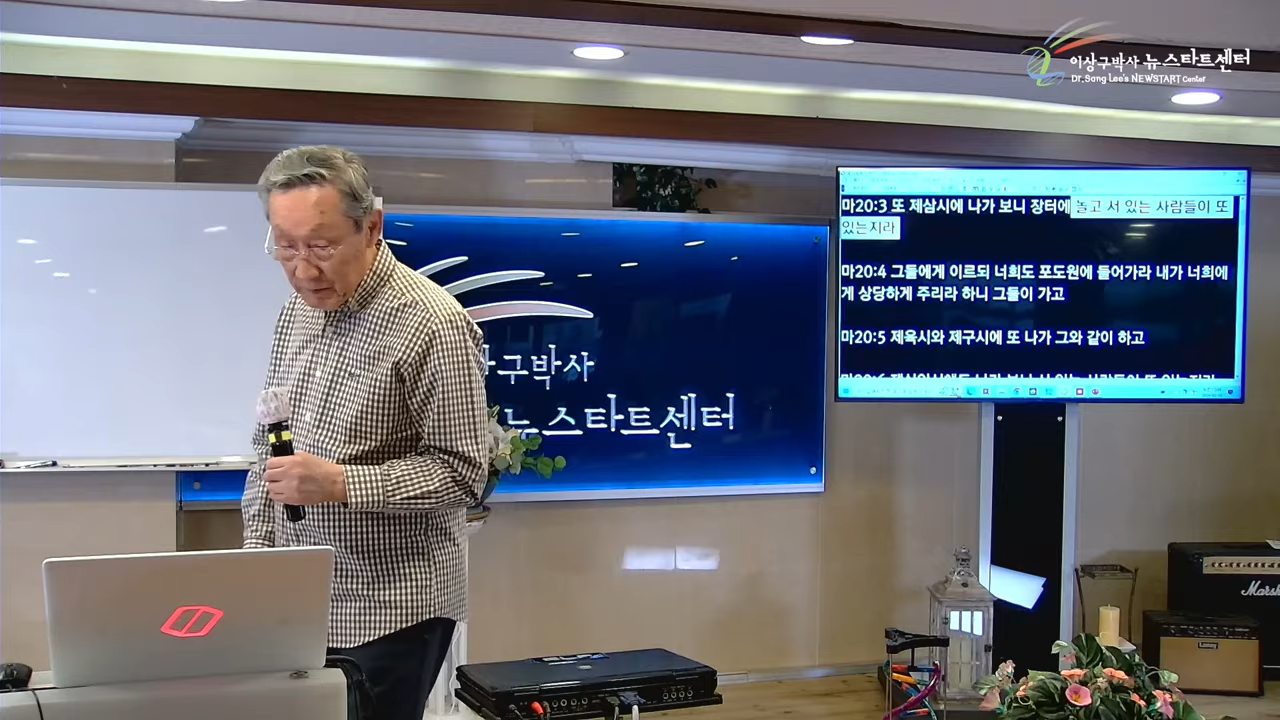 이상구박사 뉴스타트센터
Dr. Sang Lee's NEWSTART Center
마20:3 또 제삼시에 나가 보니 장터에 놀고 서 있는 사람들이 또
있는지라
마20:4 그들에게 이르되 너희도 포도원에 들어가라 내가 너희에
게 상당하게 주리라 하니 그들이 가고
마20:5 제육시와 제구시에 또 나가 그와 같이 하고
구박사
뉴스타트센터
Laney